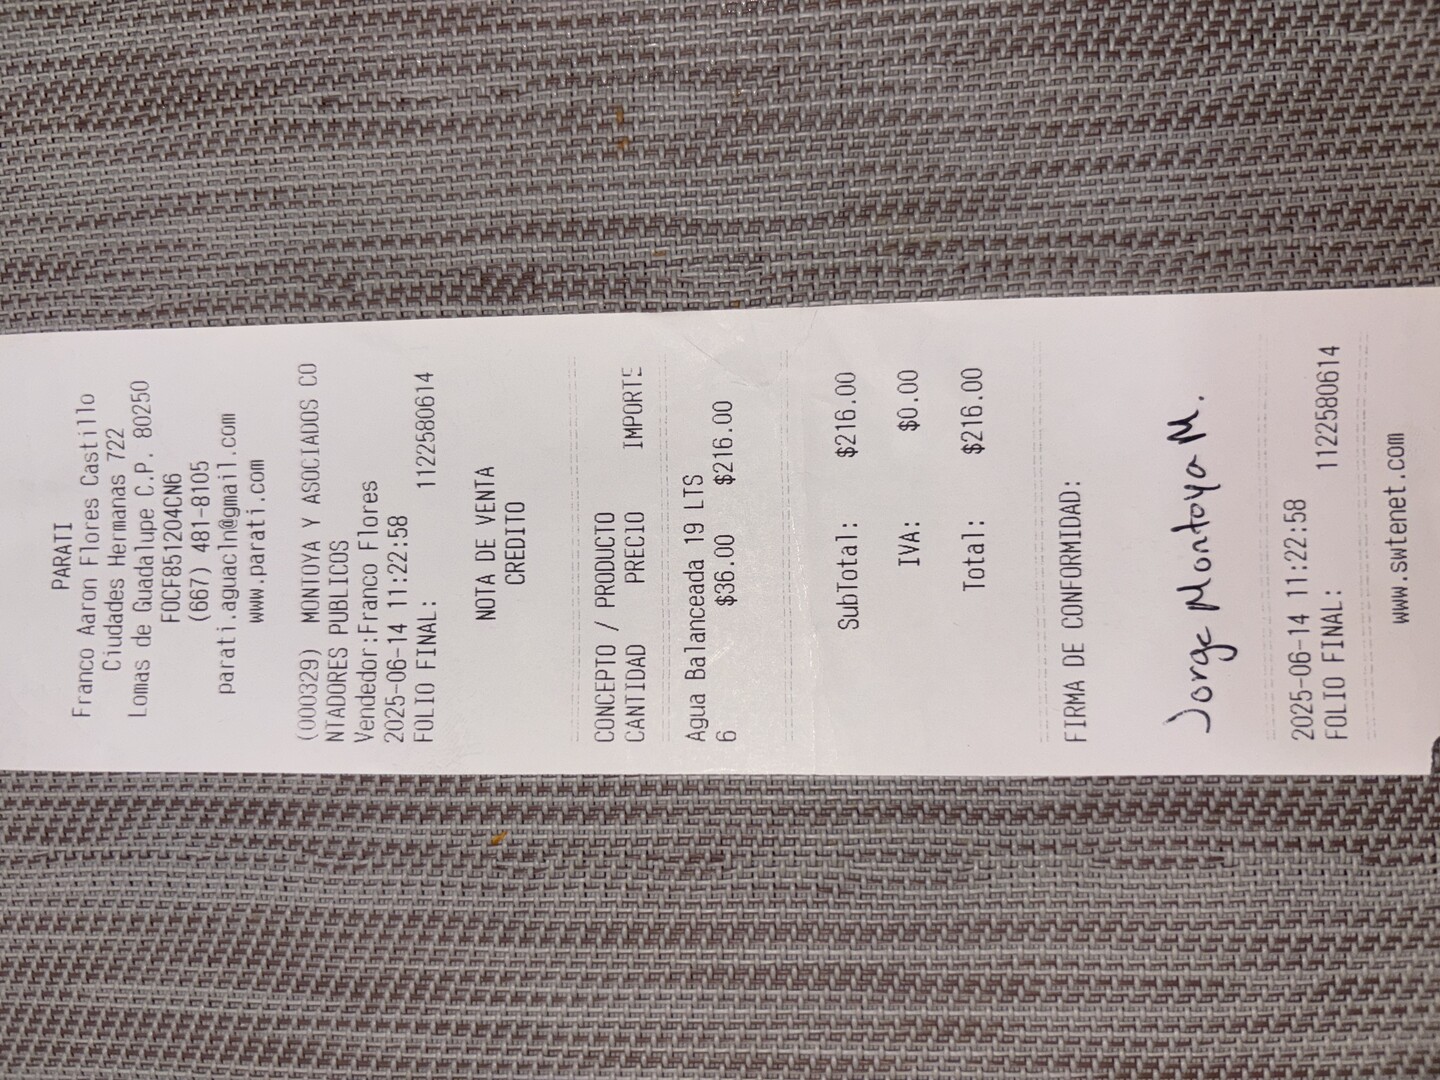 PARATI
Franco Aaron Flores Castillo
Ciudades Hermanas 722
Lomas de Guadalupe C.P. 80250
FOCF851204CN6
(667) 481-8105
parati.aguacln@gmail.com
www.parati.com
(000329) MONTOYA Y ASOCIADOS CO
NTADORES PUBLICOS
Vendedor:Franco Flores
2025-06-14 11:22:58
FOLIO FINAL: 1122580614
NOTA DE VENTA
CREDITO
CONCEPTO / PRODUCTO
CANTIDAD PRECIO IMPORTE
Agua Balanceada 19 LTS
6 $36.00 $216.00
SubTotal: $216.00
IVA: $0.00
Total: $216.00
FIRMA DE CONFORMIDAD:
Jorge Montoya M.
2025-06-14 11:22:58
FOLIO FINAL: 1122580614
www.swtenet.com